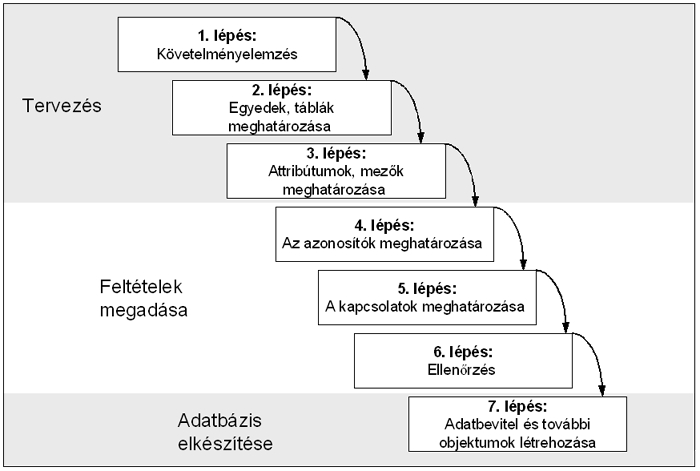 1. lépés:
Követelményelemzés
2. lépés:
Egyedek, táblák
meghatározása
Tervezés
3. lépés:
Attribútumok, mezők
meghatározása
4. lépés:
Az azonosítók meghatározása
Feltételek
megadása
5. lépés:
A kapcsolatok meghatározása
6. lépés:
Ellenőrzés
Adatbázis
elkészítése
7. lépés:
Adatbevitel és további
objektumok létrehozása